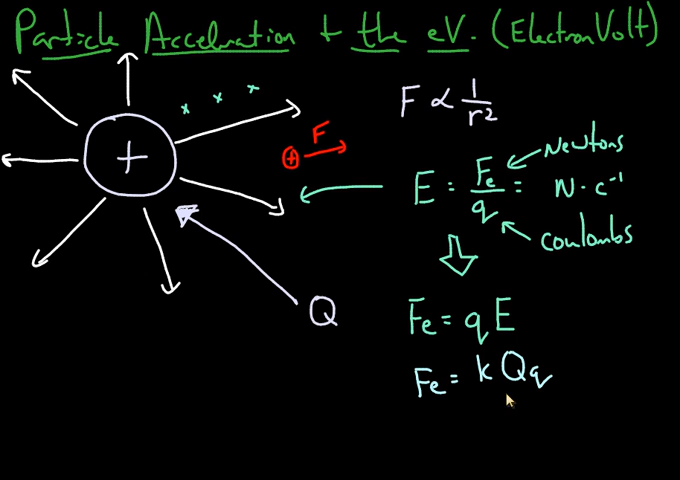 Particle Acceleration + the eV. (ElectronVolt)
+
x x x
F
+
F ∝ 1/r²
E = Fe/q = N·c⁻¹
Newtons
coulombs
Fe = qE
Q
Fe = kQq